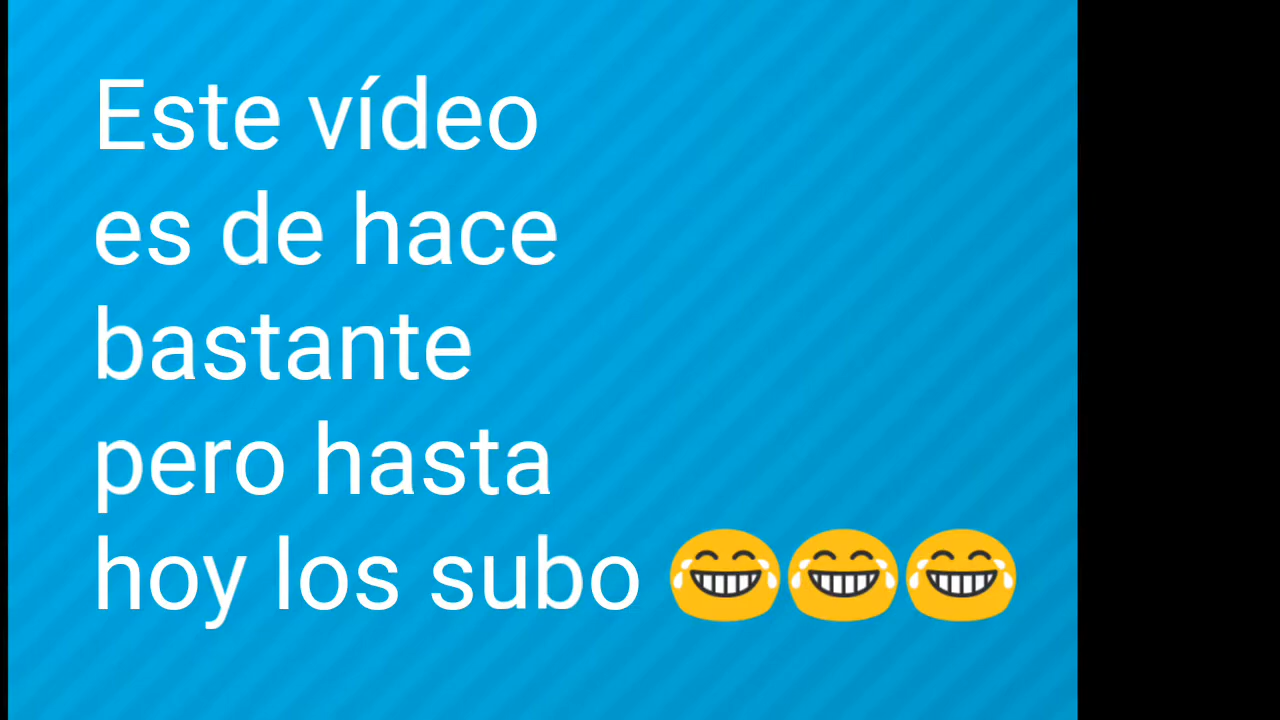 Este vídeo
es de hace
bastante
pero hasta
hoy los subo 😂😂😂